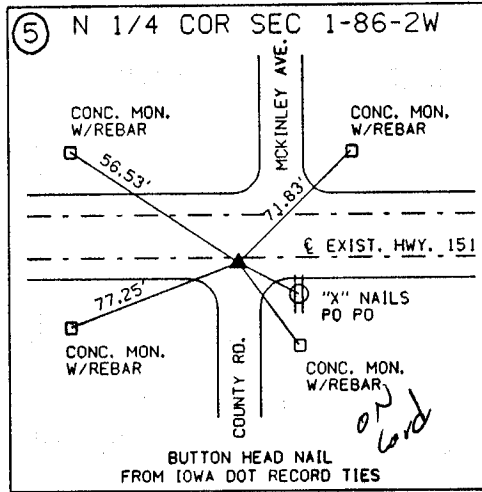 5 N 1/4 COR SEC 1-86-2W
MCKINLEY AVE.
CONC. MON.
W/REBAR
CONC. MON.
W/REBAR
56.53'
71.83'
℄ EXIST. HWY. 151
77.25'
"X" NAILS
PO PO
CONC. MON.
W/REBAR
CONC. MON.
W/REBAR
COUNTY RD.
on
Card
BUTTON HEAD NAIL
FROM IOWA DOT RECORD TIES